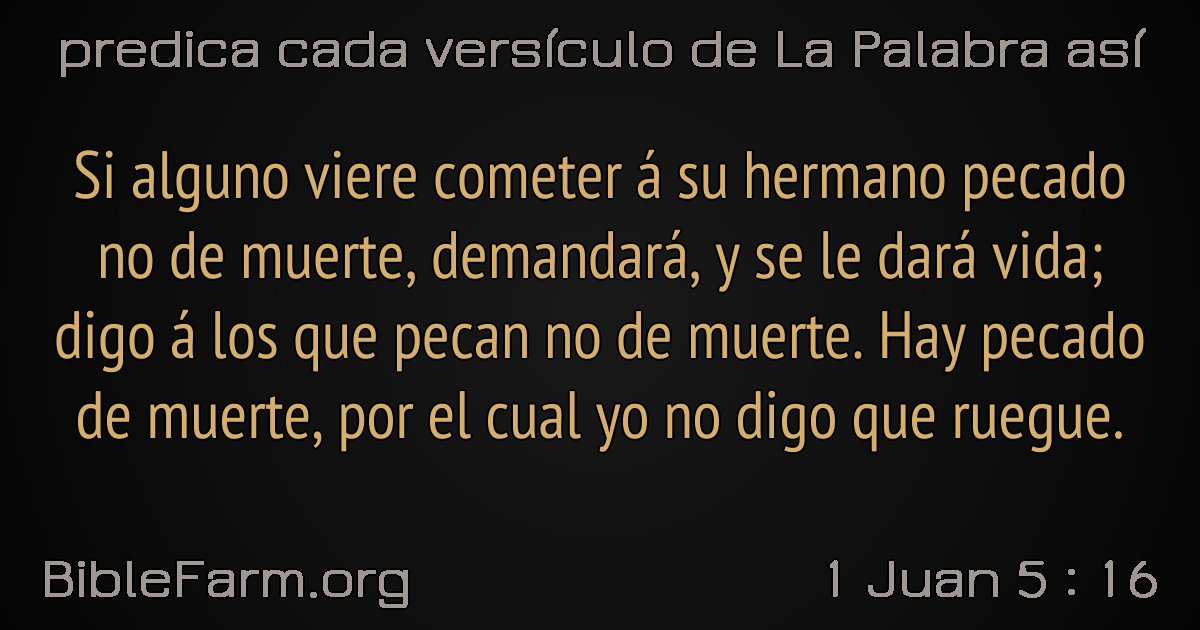 predica cada versículo de La Palabra así
Si alguno viere cometer á su hermano pecado
no de muerte, demandará, y se le dará vida;
digo á los que pecan no de muerte. Hay pecado
de muerte, por el cual yo no digo que ruegue.
BibleFarm.org
1 Juan 5 : 16